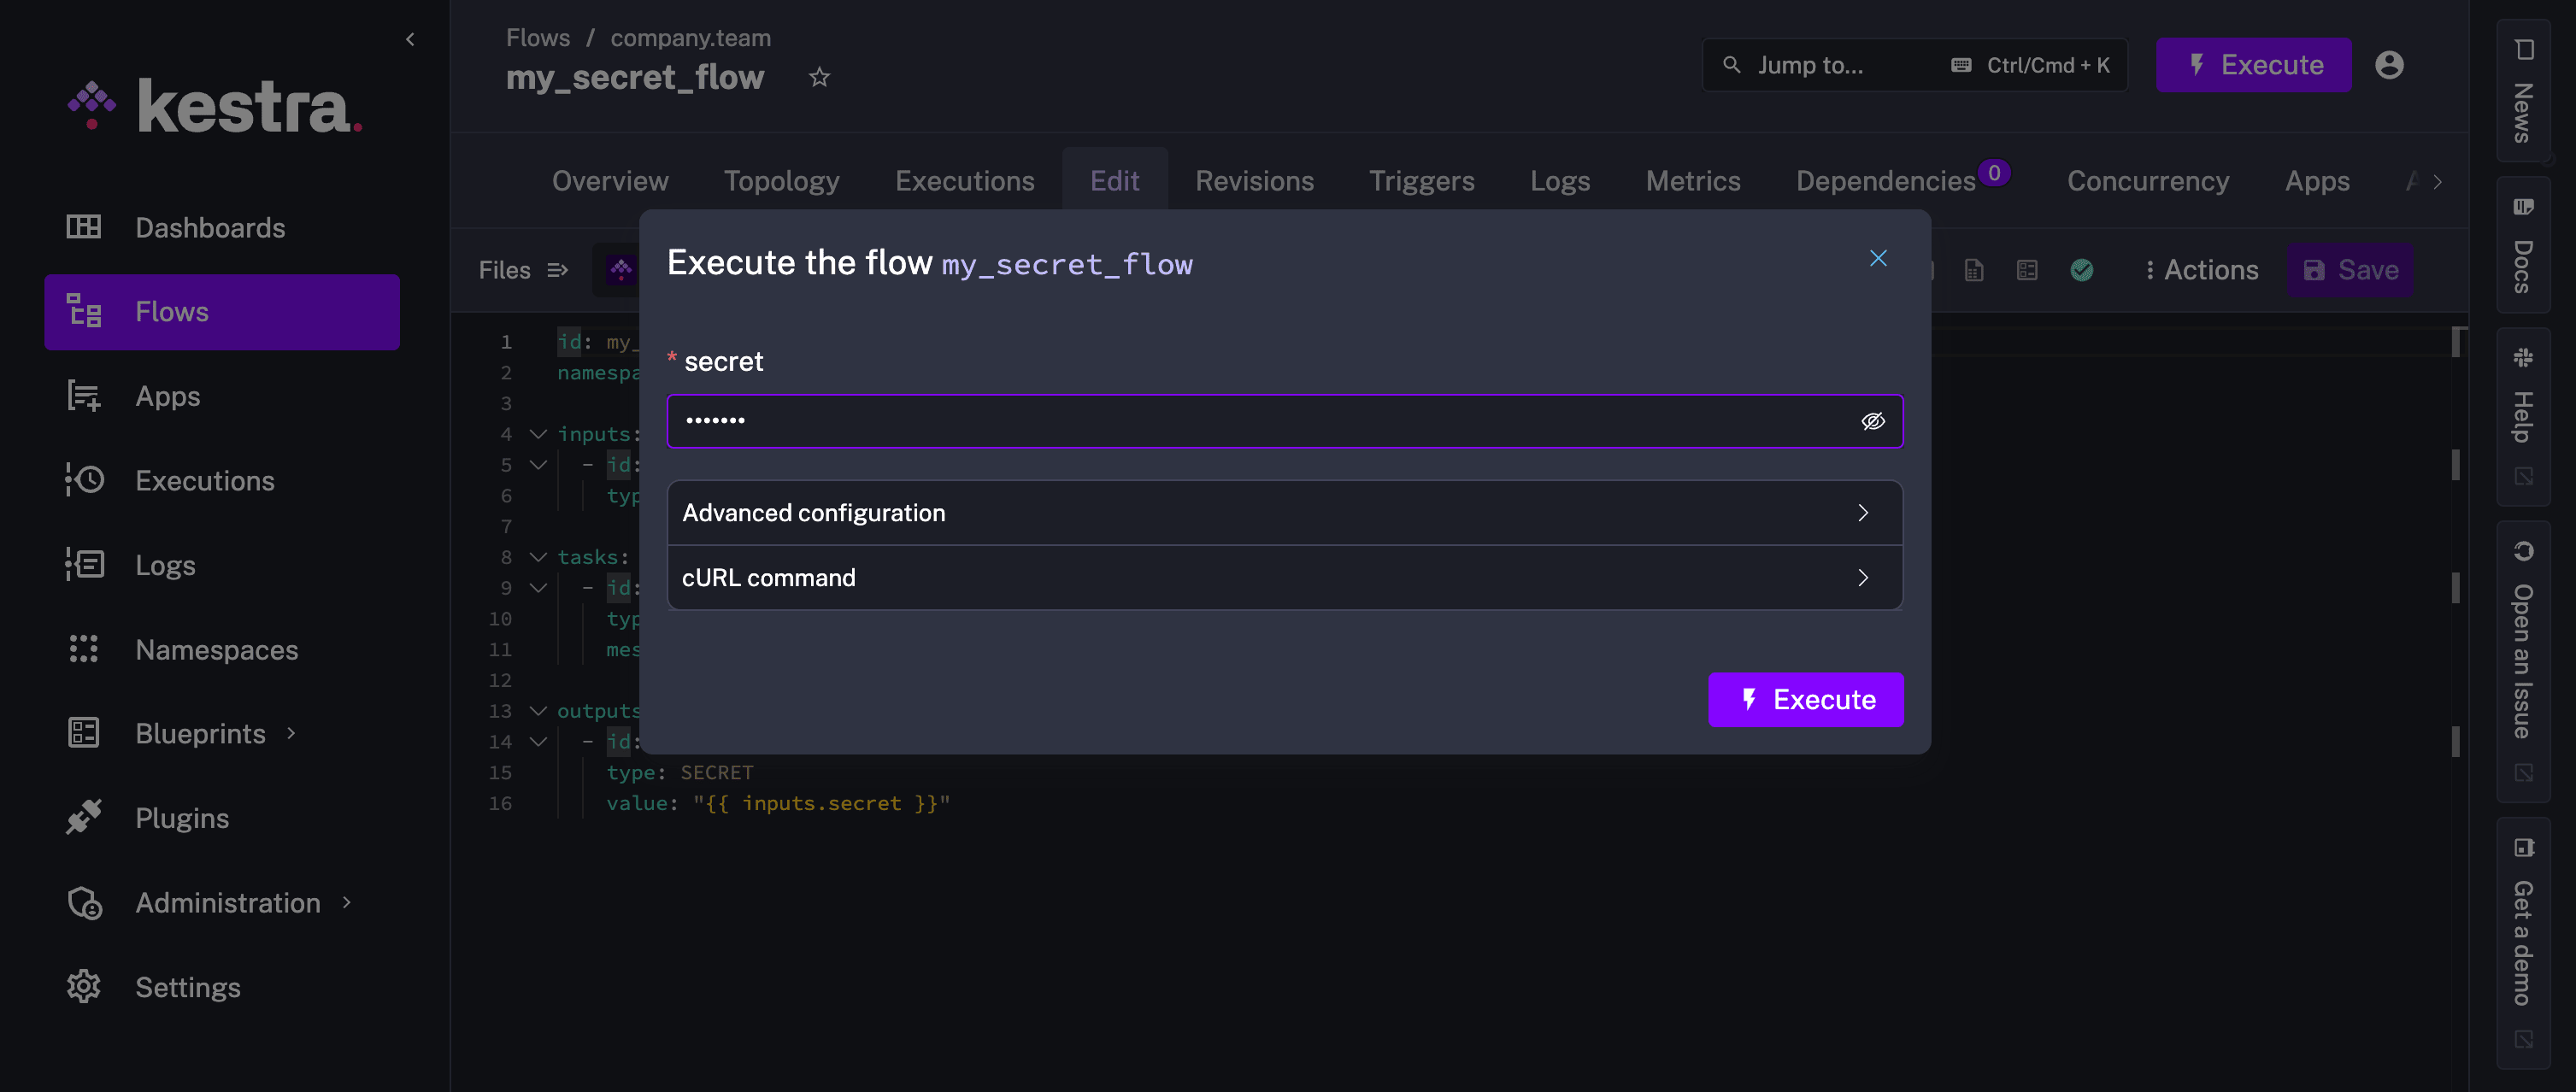 kestra.
Dashboards
Flows
Apps
Executions
Logs
Namespaces
Blueprints
Plugins
Administration
Settings
Flows / company.team
my_secret_flow
Jump to... Ctrl/Cmd + K
Execute
Overview Topology Executions Edit Revisions Triggers Logs Metrics Dependencies 0 Concurrency Apps
Files
Actions
Save
Execute the flow my_secret_flow
* secret
•••••••
Advanced configuration
cURL command
Execute
1 id: my_
2 namespa
3
4 inputs:
5 - id:
6 typ
7
8 tasks:
9 - id:
10 typ
11 mes
12
13 outputs
14 - id:
15 type: SECRET
16 value: "{{ inputs.secret }}"
News
Docs
Help
Open an Issue
Get a demo